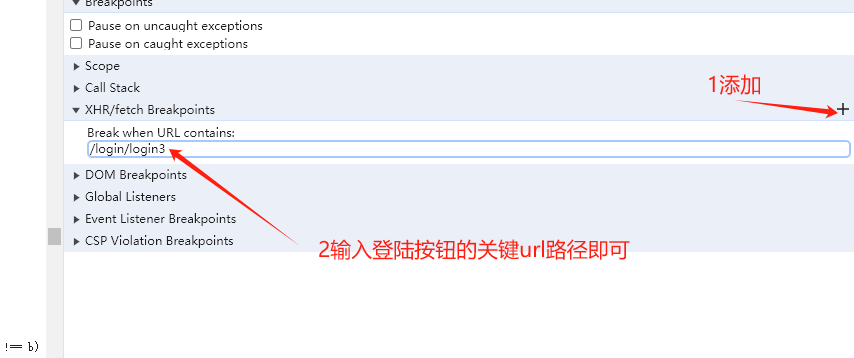 Breakpoints
Pause on uncaught exceptions
Pause on caught exceptions
Scope
Call Stack
1添加
XHR/fetch Breakpoints
Break when URL contains:
/login/login3
DOM Breakpoints
Global Listeners
Event Listener Breakpoints
CSP Violation Breakpoints
2输入登陆按钮的关键url路径即可
!== b)